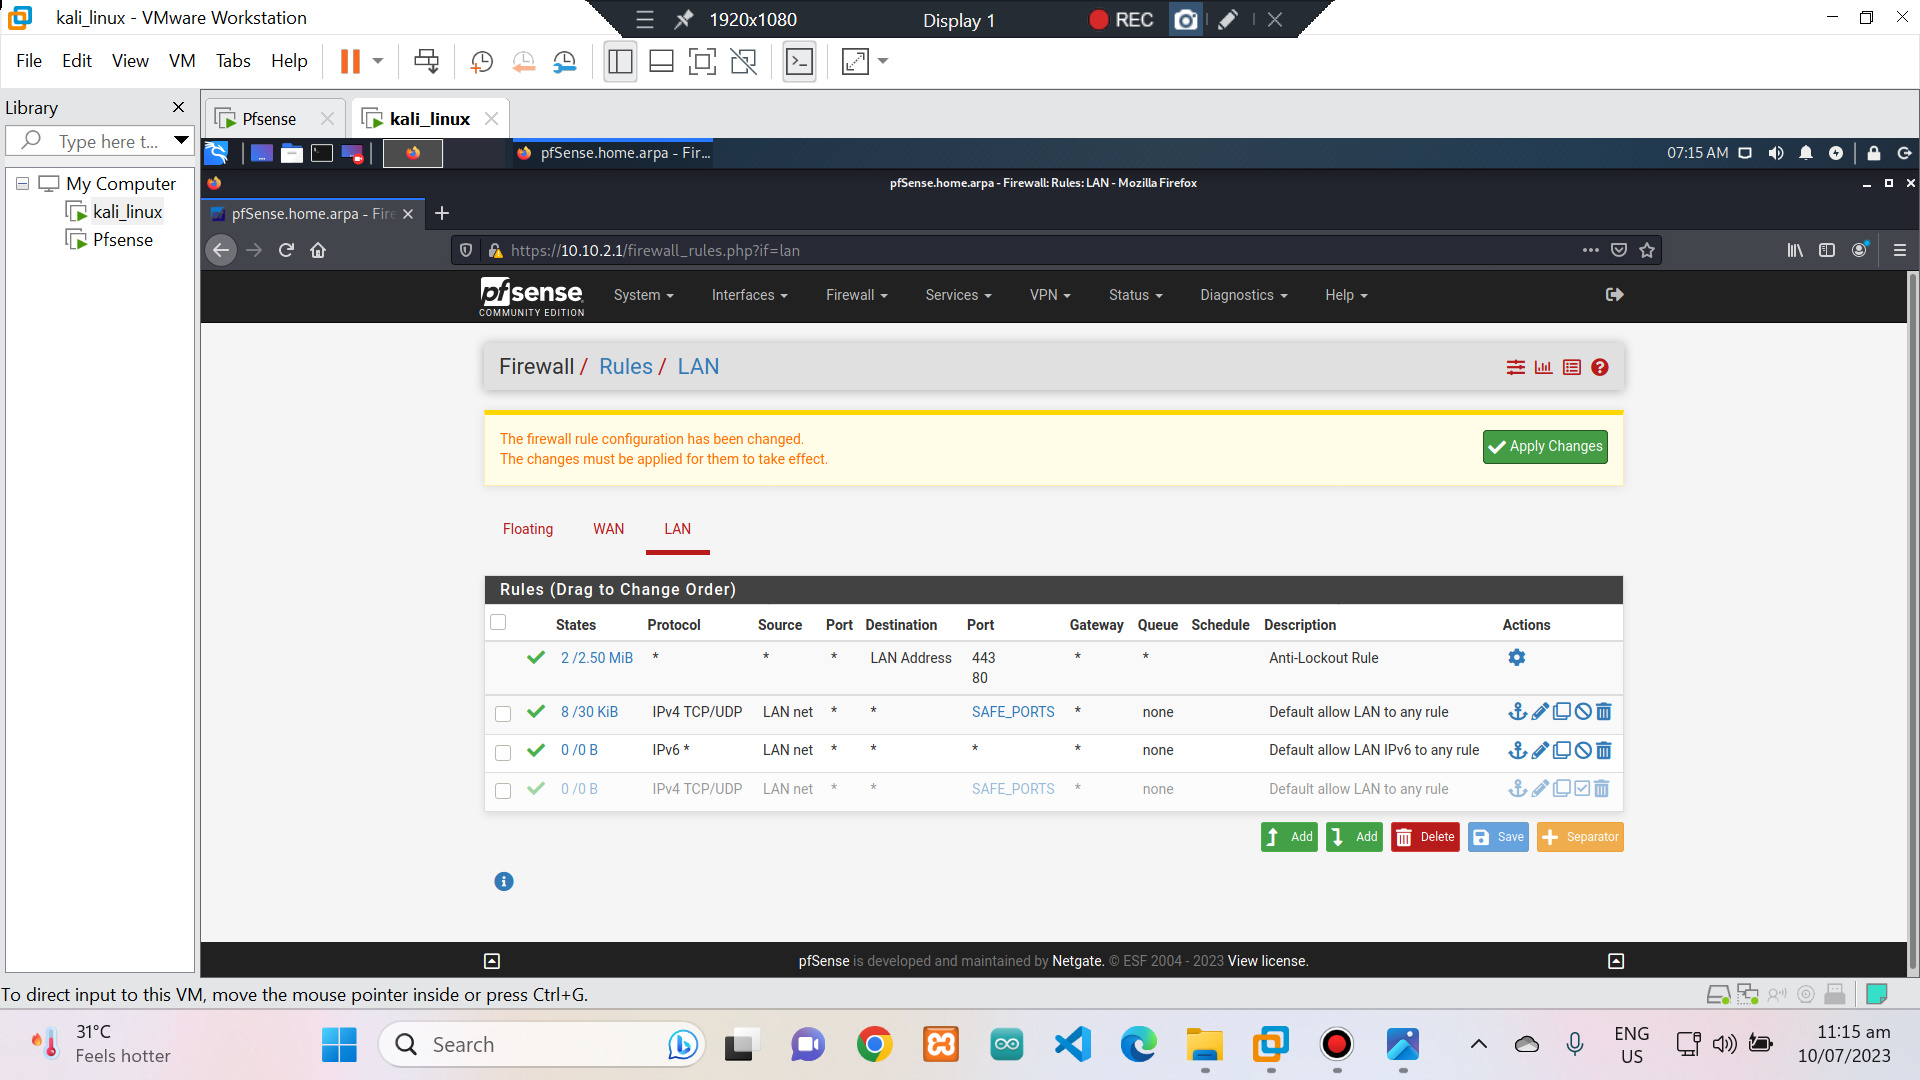 kali_linux - VMware Workstation
1920x1080
Display 1
REC
File Edit View VM Tabs Help
Library
Type here t...
My Computer
kali_linux
Pfsense
Pfsense
kali_linux
pfSense.home.arpa - Fir...
07:15 AM
pfSense.home.arpa - Firewall: Rules: LAN - Mozilla Firefox
pfSense.home.arpa - Fire
https://10.10.2.1/firewall_rules.php?if=lan
pfsense
COMMUNITY EDITION
System Interfaces Firewall Services VPN Status Diagnostics Help
Firewall / Rules / LAN
The firewall rule configuration has been changed.
The changes must be applied for them to take effect.
Apply Changes
Floating WAN LAN
Rules (Drag to Change Order)
States Protocol Source Port Destination Port Gateway Queue Schedule Description Actions
2 /2.50 MiB * * * LAN Address 443 * * Anti-Lockout Rule
80
8 /30 KiB IPv4 TCP/UDP LAN net * * SAFE_PORTS * none Default allow LAN to any rule
0 /0 B IPv6 * LAN net * * * * none Default allow LAN IPv6 to any rule
0 /0 B IPv4 TCP/UDP LAN net * * SAFE_PORTS * none Default allow LAN to any rule
Add Add Delete Save Separator
pfSense is developed and maintained by Netgate. © ESF 2004 - 2023 View license.
To direct input to this VM, move the mouse pointer inside or press Ctrl+G.
31°C
Feels hotter
Search
ENG
US
11:15 am
10/07/2023